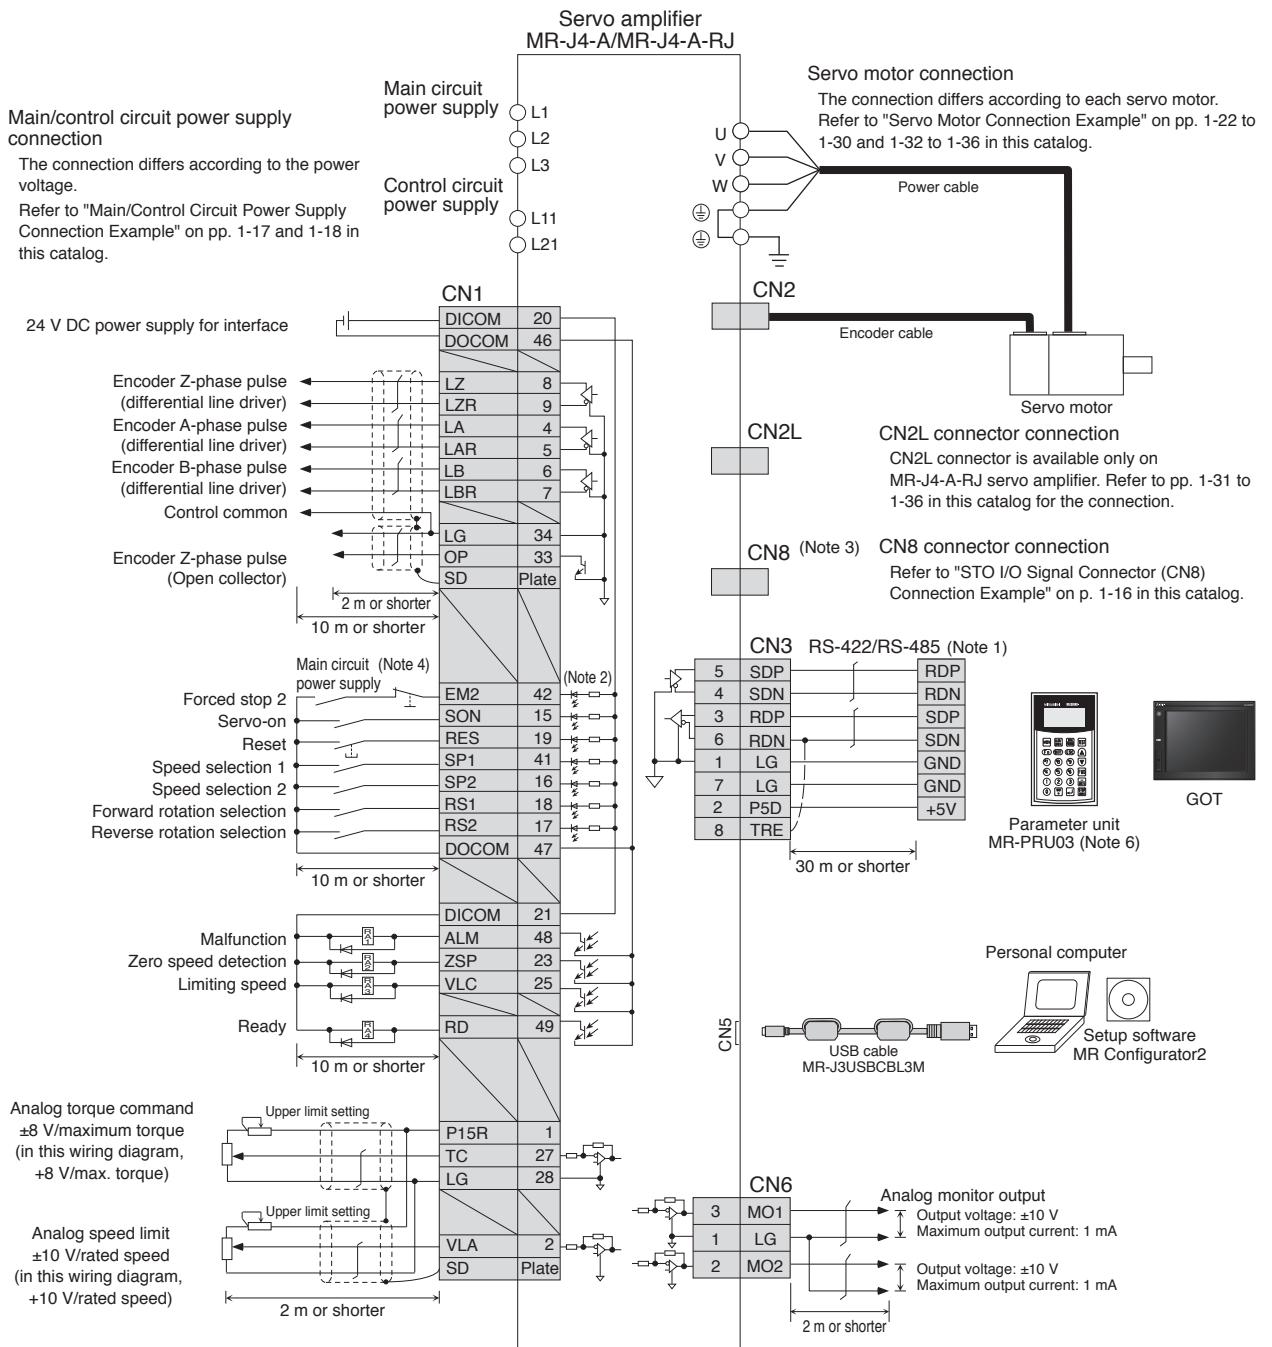 Servo amplifier
MR-J4-A/MR-J4-A-RJ
Main/control circuit power supply
connection
The connection differs according to the power
voltage.
Refer to "Main/Control Circuit Power Supply
Connection Example" on pp. 1-17 and 1-18 in
this catalog.
Main circuit
power supply
L1
L2
L3
Control circuit
power supply
L11
L21
Servo motor connection
The connection differs according to each servo motor.
Refer to "Servo Motor Connection Example" on pp. 1-22 to
1-30 and 1-32 to 1-36 in this catalog.
U
V
W
Power cable
CN2
Encoder cable
Servo motor
CN2L
CN2L connector connection
CN2L connector is available only on
MR-J4-A-RJ servo amplifier. Refer to pp. 1-31 to
1-36 in this catalog for the connection.
CN8 (Note 3)
CN8 connector connection
Refer to "STO I/O Signal Connector (CN8)
Connection Example" on p. 1-16 in this catalog.
CN1
24 V DC power supply for interface
DICOM 20
DOCOM 46
Encoder Z-phase pulse
(differential line driver)
LZ 8
LZR 9
Encoder A-phase pulse
(differential line driver)
LA 4
LAR 5
Encoder B-phase pulse
(differential line driver)
LB 6
LBR 7
Control common
LG 34
Encoder Z-phase pulse
(Open collector)
OP 33
SD Plate
2 m or shorter
10 m or shorter
Main circuit (Note 4)
power supply
(Note 2)
Forced stop 2 EM2 42
Servo-on SON 15
Reset RES 19
Speed selection 1 SP1 41
Speed selection 2 SP2 16
Forward rotation selection RS1 18
Reverse rotation selection RS2 17
DOCOM 47
10 m or shorter
DICOM 21
Malfunction RA1 ALM 48
Zero speed detection RA2 ZSP 23
Limiting speed RA3 VLC 25
Ready RA4 RD 49
10 m or shorter
Analog torque command
±8 V/maximum torque
(in this wiring diagram,
+8 V/max. torque)
Upper limit setting
P15R 1
TC 27
LG 28
Analog speed limit
±10 V/rated speed
(in this wiring diagram,
+10 V/rated speed)
Upper limit setting
VLA 2
SD Plate
2 m or shorter
CN3 RS-422/RS-485 (Note 1)
5 SDP RDP
4 SDN RDN
3 RDP SDP
6 RDN SDN
1 LG GND
7 LG GND
2 P5D +5V
8 TRE
30 m or shorter
Parameter unit
MR-PRU03 (Note 6)
GOT
CN5
USB cable
MR-J3USBCBL3M
Personal computer
Setup software
MR Configurator2
CN6
3 MO1
1 LG
2 MO2
Analog monitor output
Output voltage: ±10 V
Maximum output current: 1 mA
Output voltage: ±10 V
Maximum output current: 1 mA
2 m or shorter